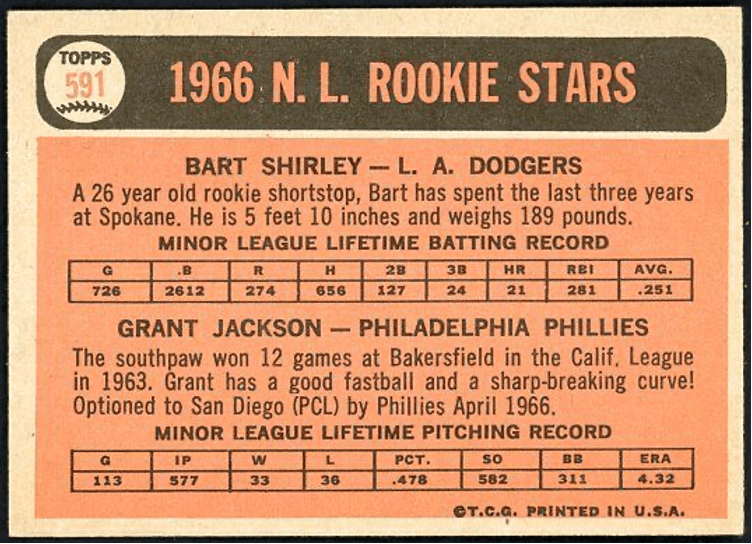 TOPPS
591
1966 N. L. ROOKIE STARS
BART SHIRLEY — L. A. DODGERS
A 26 year old rookie shortstop, Bart has spent the last three years
at Spokane. He is 5 feet 10 inches and weighs 189 pounds.
MINOR LEAGUE LIFETIME BATTING RECORD
G .B R H 2B 3B HR RBI AVG.
726 2612 274 656 127 24 21 281 .251
GRANT JACKSON — PHILADELPHIA PHILLIES
The southpaw won 12 games at Bakersfield in the Calif. League
in 1963. Grant has a good fastball and a sharp-breaking curve!
Optioned to San Diego (PCL) by Phillies April 1966.
MINOR LEAGUE LIFETIME PITCHING RECORD
G IP W L PCT. SO BB ERA
113 577 33 36 .478 582 311 4.32
©T.C.G. PRINTED IN U.S.A.